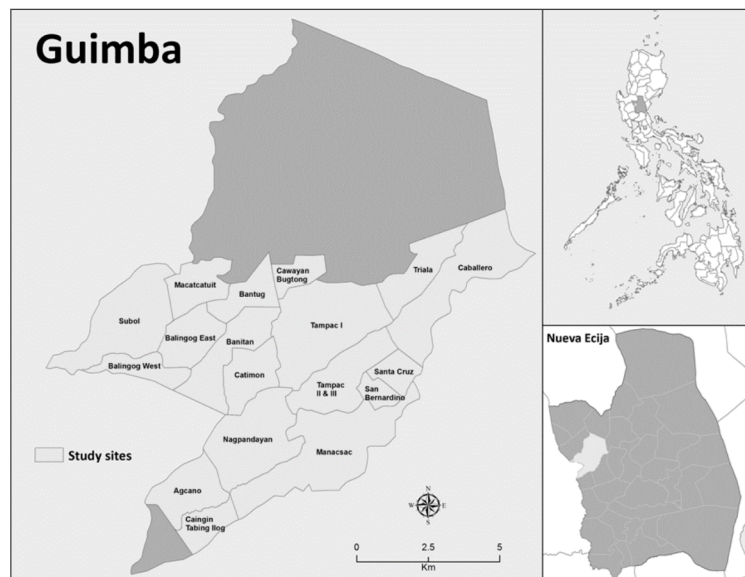 Guimba
Cawayan
Bugtong
Triala
Caballero
Macatcatuit
Bantug
Subol
Tampac I
Balingog East
Banitan
Balingog West
Catimon
Santa Cruz
Tampac
II & III
San
Bernardino
Nagpandayan
Manacsac
Study sites
Agcano
Caingin
Tabing Ilog
N
W
E
S
0
2.5
5
Km
Nueva Ecija